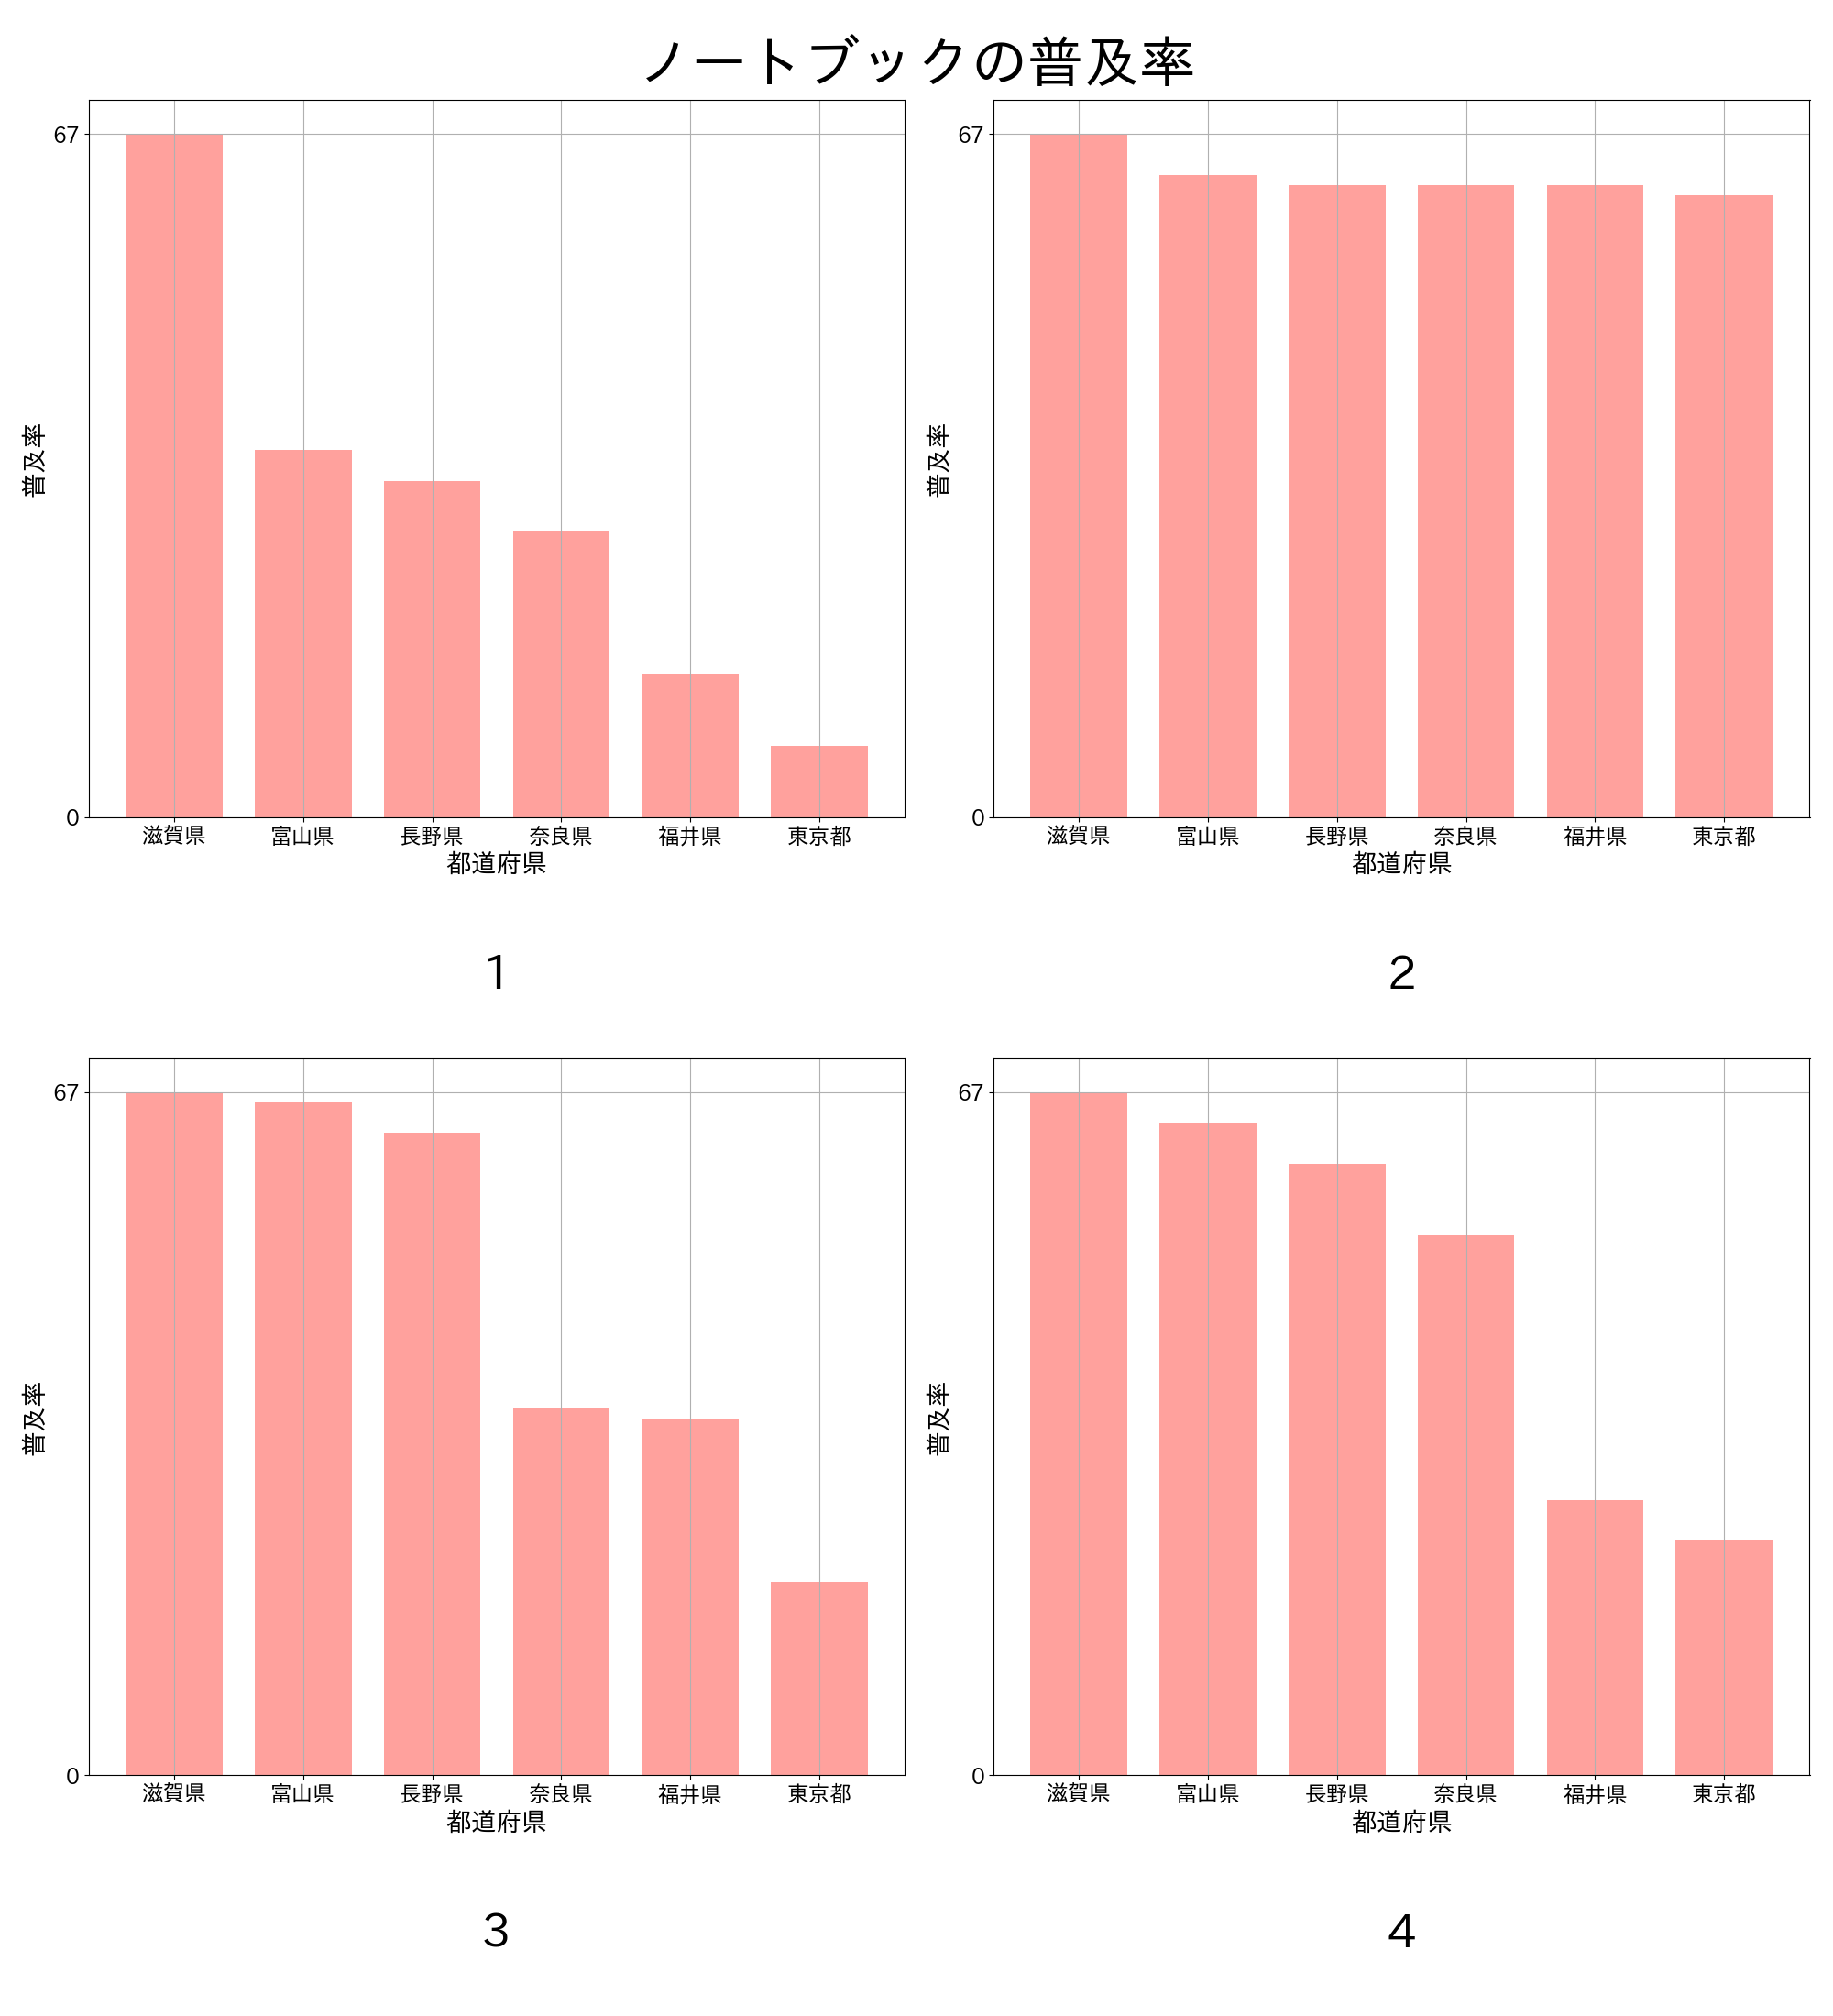 ノートブックの普及率
67
0
普及率
滋賀県 富山県 長野県 奈良県 福井県 東京都
都道府県
1
67
0
普及率
滋賀県 富山県 長野県 奈良県 福井県 東京都
都道府県
2
67
0
普及率
滋賀県 富山県 長野県 奈良県 福井県 東京都
都道府県
3
67
0
普及率
滋賀県 富山県 長野県 奈良県 福井県 東京都
都道府県
4